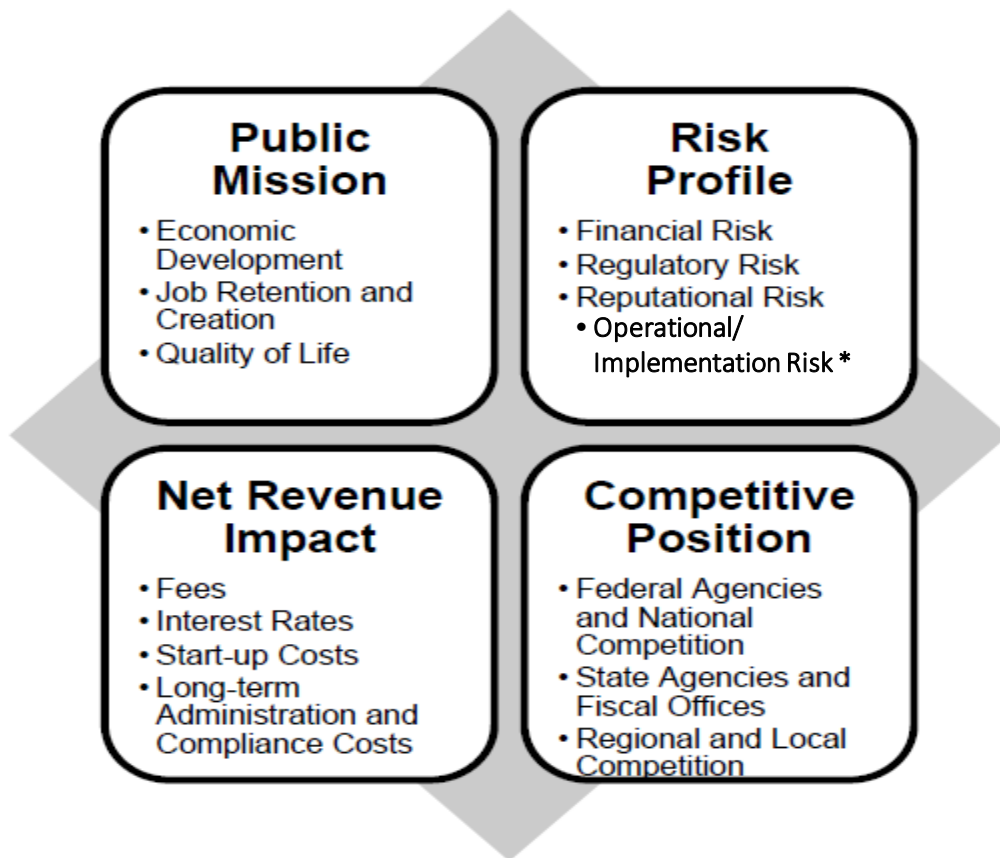 Public
Mission
• Economic
Development
• Job Retention and
Creation
• Quality of Life
Risk
Profile
• Financial Risk
• Regulatory Risk
• Reputational Risk
• Operational/
Implementation Risk *
Net Revenue
Impact
• Fees
• Interest Rates
• Start-up Costs
• Long-term
Administration and
Compliance Costs
Competitive
Position
• Federal Agencies
and National
Competition
• State Agencies and
Fiscal Offices
• Regional and Local
Competition